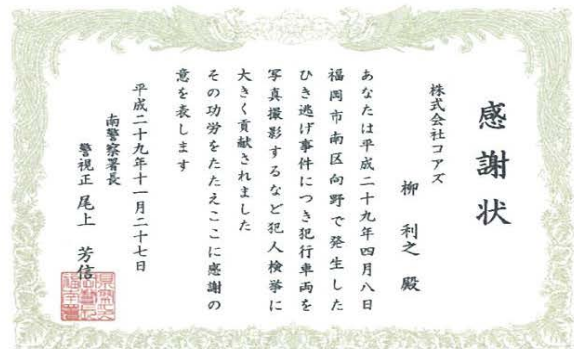 感謝状
株式会社コアズ
柳 利之 殿
あなたは平成二十九年四月八日
福岡市南区向野で発生した
ひき逃げ事件につき犯行車両を
写真撮影するなど犯人検挙に
大きく貢献されました
その功労をたたえここに感謝の
意を表します
平成二十九年十一月二十七日
南警察署長
警視正 尾上 芳信